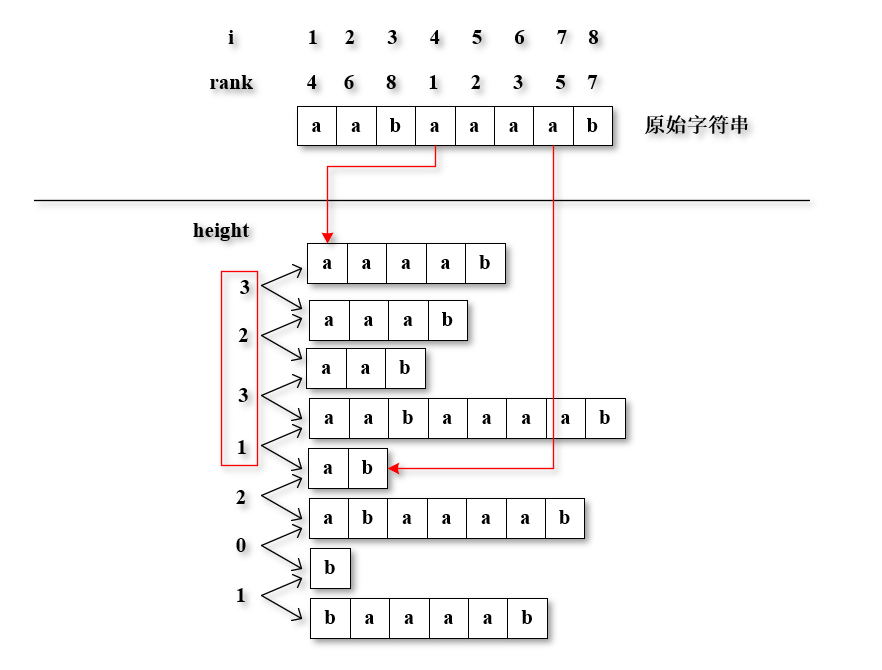 i 1 2 3 4 5 6 7 8
rank 4 6 8 1 2 3 5 7
a a b a a a a b 原始字符串
height
a a a a b
3
a a a b
2
a a b
3
a a b a a a a b
1
a b
2
a b a a a a b
0
b
1
b a a a a b